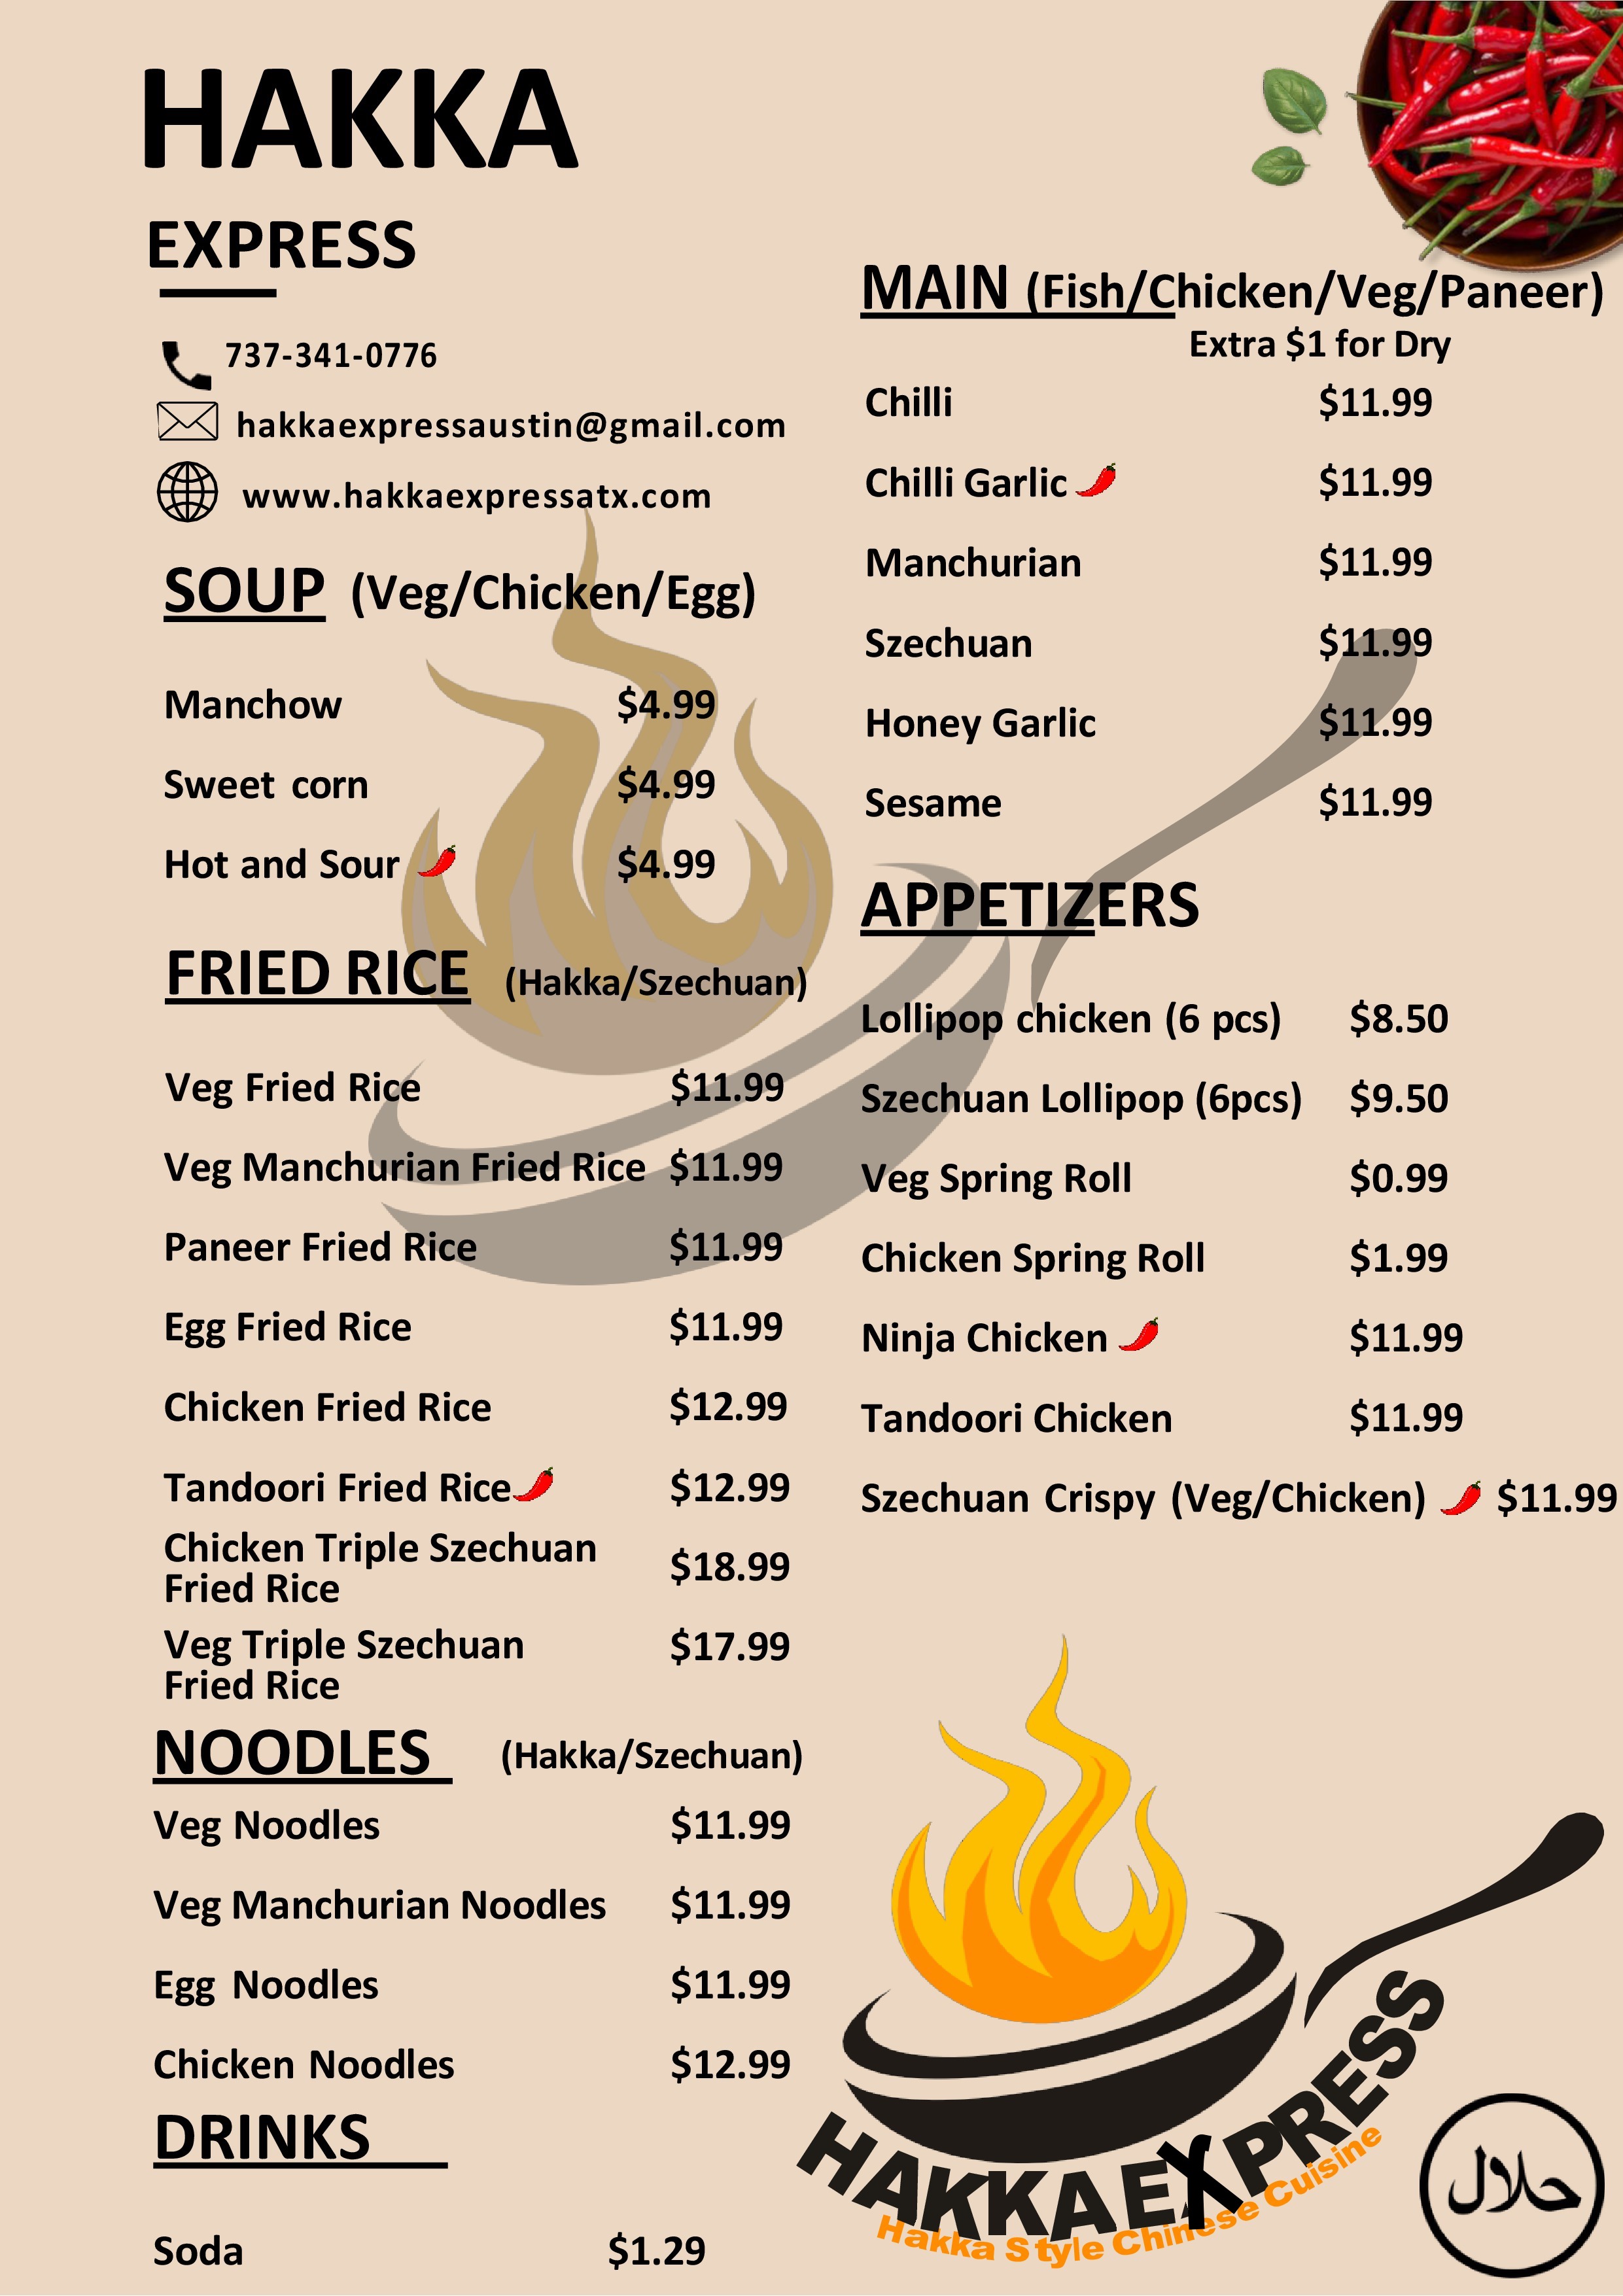 HAKKA
EXPRESS
737-341-0776
hakkaexpressaustin@gmail.com
www.hakkaexpressatx.com
SOUP (Veg/Chicken/Egg)
Manchow $4.99
Sweet corn $4.99
Hot and Sour $4.99
FRIED RICE (Hakka/Szechuan)
Veg Fried Rice $11.99
Veg Manchurian Fried Rice $11.99
Paneer Fried Rice $11.99
Egg Fried Rice $11.99
Chicken Fried Rice $12.99
Tandoori Fried Rice $12.99
Chicken Triple Szechuan
Fried Rice $18.99
Veg Triple Szechuan $17.99
Fried Rice
NOODLES (Hakka/Szechuan)
Veg Noodles $11.99
Veg Manchurian Noodles $11.99
Egg Noodles $11.99
Chicken Noodles $12.99
DRINKS
Soda $1.29
MAIN (Fish/Chicken/Veg/Paneer)
Extra $1 for Dry
Chilli $11.99
Chilli Garlic $11.99
Manchurian $11.99
Szechuan $11.99
Honey Garlic $11.99
Sesame $11.99
APPETIZERS
Lollipop chicken (6 pcs) $8.50
Szechuan Lollipop (6pcs) $9.50
Veg Spring Roll $0.99
Chicken Spring Roll $1.99
Ninja Chicken $11.99
Tandoori Chicken $11.99
Szechuan Crispy (Veg/Chicken) $11.99
HAKKA EXPRESS
Hakka Style Chinese Cuisine
حلال